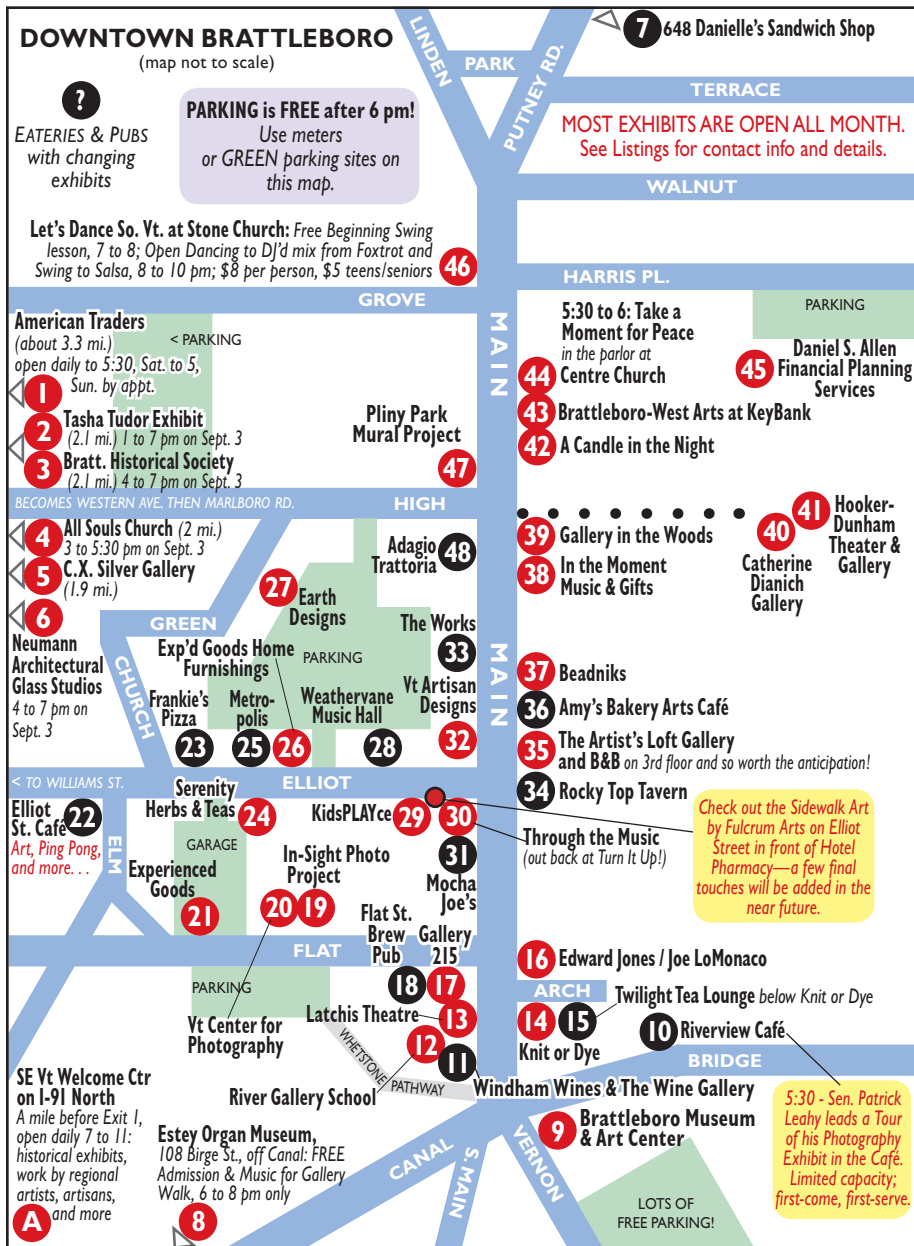 DOWNTOWN BRATTLEBORO
(map not to scale)
?
EATERIES & PUBS
with changing
exhibits
PARKING is FREE after 6 pm!
Use meters
or GREEN parking sites on
this map.
LINDEN
PARK
PUTNEY RD.
7 648 Danielle's Sandwich Shop
TERRACE
MOST EXHIBITS ARE OPEN ALL MONTH.
See Listings for contact info and details.
WALNUT
Let's Dance So. Vt. at Stone Church: Free Beginning Swing
lesson, 7 to 8; Open Dancing to DJ'd mix from Foxtrot and
Swing to Salsa, 8 to 10 pm; $8 per person, $5 teens/seniors
46
HARRIS PL.
GROVE
MAIN
American Traders
(about 3.3 mi.)
open daily to 5:30, Sat. to 5,
Sun. by appt.
1
< PARKING
2
Tasha Tudor Exhibit
(2.1 mi.) 1 to 7 pm on Sept. 3
3
Bratt. Historical Society
(2.1 mi.) 4 to 7 pm on Sept. 3
Pliny Park
Mural Project
47
5:30 to 6: Take a
Moment for Peace
in the parlor at
44 Centre Church
PARKING
45
Daniel S. Allen
Financial Planning
Services
43 Brattleboro-West Arts at KeyBank
42 A Candle in the Night
BECOMES WESTERN AVE. THEN MARLBORO RD.
HIGH
4
All Souls Church (2 mi.)
3 to 5:30 pm on Sept. 3
5
C.X. Silver Gallery
(1.9 mi.)
6
Neumann
Architectural
Glass Studios
4 to 7 pm on
Sept. 3
Adagio
Trattoria
48
39 Gallery in the Woods
38 In the Moment
Music & Gifts
40
Catherine
Dianich
Gallery
41
Hooker-
Dunham
Theater &
Gallery
27
Earth
Designs
GREEN
CHURCH
PARKING
The Works
33
Exp'd Goods Home
Furnishings
Frankie's
Pizza
23
Metro-
polis
25
26
Weathervane
Music Hall
28
Vt Artisan
Designs
32
MAIN
37 Beadniks
36 Amy's Bakery Arts Café
35 The Artist's Loft Gallery
and B&B on 3rd floor and so worth the anticipation!
34 Rocky Top Tavern
< TO WILLIAMS ST.
ELLIOT
Elliot
St. Café
22
Art, Ping Pong,
and more. . .
ELM
Serenity
Herbs & Teas
24
GARAGE
KidsPLAYce
29
30
Through the Music
(out back at Turn It Up!)
31
Mocha
Joe's
Check out the Sidewalk Art
by Fulcrum Arts on Elliot
Street in front of Hotel
Pharmacy—a few final
touches will be added in the
near future.
Experienced
Goods
21
In-Sight Photo
Project
20
19
FLAT
Flat St.
Brew
Pub
18
Gallery
215
17
16 Edward Jones / Joe LoMonaco
ARCH
PARKING
Vt Center for
Photography
Latchis Theatre
13
14
Knit or Dye
15
Twilight Tea Lounge below Knit or Dye
10 Riverview Café
12
River Gallery School
11
Windham Wines & The Wine Gallery
WHETSTONE
PATHWAY
BRIDGE
SE Vt Welcome Ctr
on I-91 North
A mile before Exit 1,
open daily 7 to 11:
historical exhibits,
work by regional
artists, artisans,
and more
A
Estey Organ Museum,
108 Birge St., off Canal: FREE
Admission & Music for Gallery
Walk, 6 to 8 pm only
8
CANAL
S. MAIN
VERNON
9 Brattleboro Museum
& Art Center
LOTS OF
FREE PARKING!
5:30 - Sen. Patrick
Leahy leads a Tour
of his Photography
Exhibit in the Café.
Limited capacity;
first-come, first-serve.